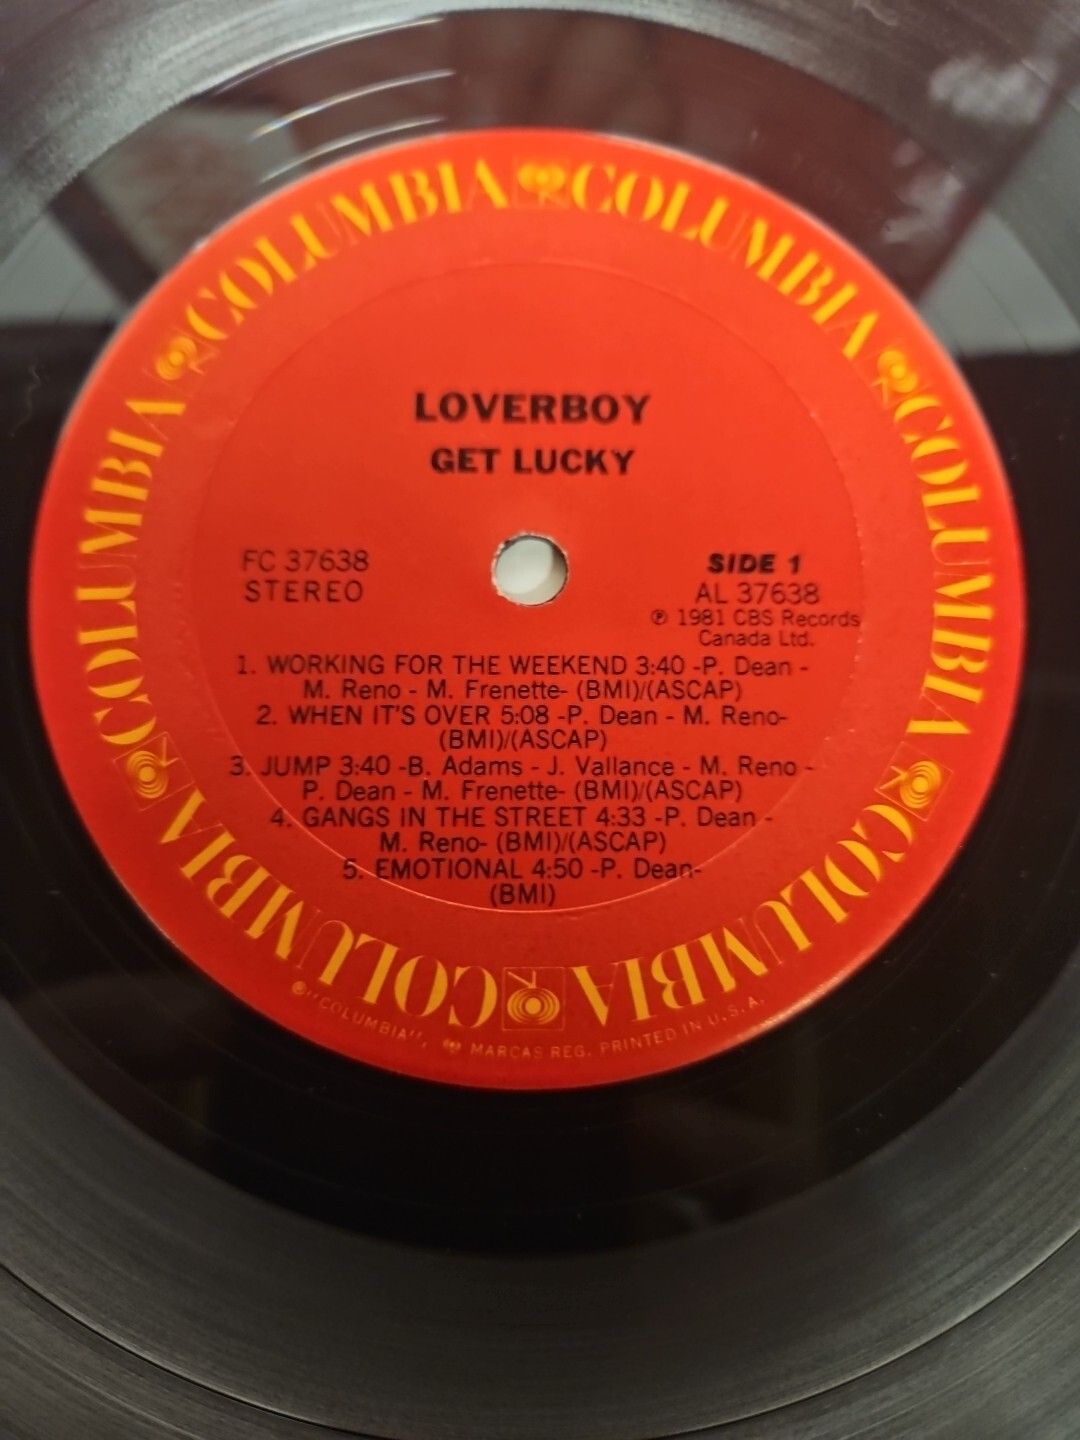 COLUMBIA COLUMBIA COLUMBIA COLUMBIA COLUMBIA COLUMBIA
LOVERBOY
GET LUCKY
FC 37638
STEREO
SIDE 1
AL 37638
℗ 1981 CBS Records
Canada Ltd.
1. WORKING FOR THE WEEKEND 3:40 -P. Dean -
M. Reno - M. Frenette- (BMI)/(ASCAP)
2. WHEN IT'S OVER 5:08 -P. Dean - M. Reno-
(BMI)/(ASCAP)
3. JUMP 3:40 -B. Adams - J. Vallance - M. Reno -
P. Dean - M. Frenette- (BMI)/(ASCAP)
4. GANGS IN THE STREET 4:33 -P. Dean -
M. Reno- (BMI)/(ASCAP)
5. EMOTIONAL 4:50 -P. Dean-
(BMI)
® "COLUMBIA", MARCAS REG. PRINTED IN U.S.A.